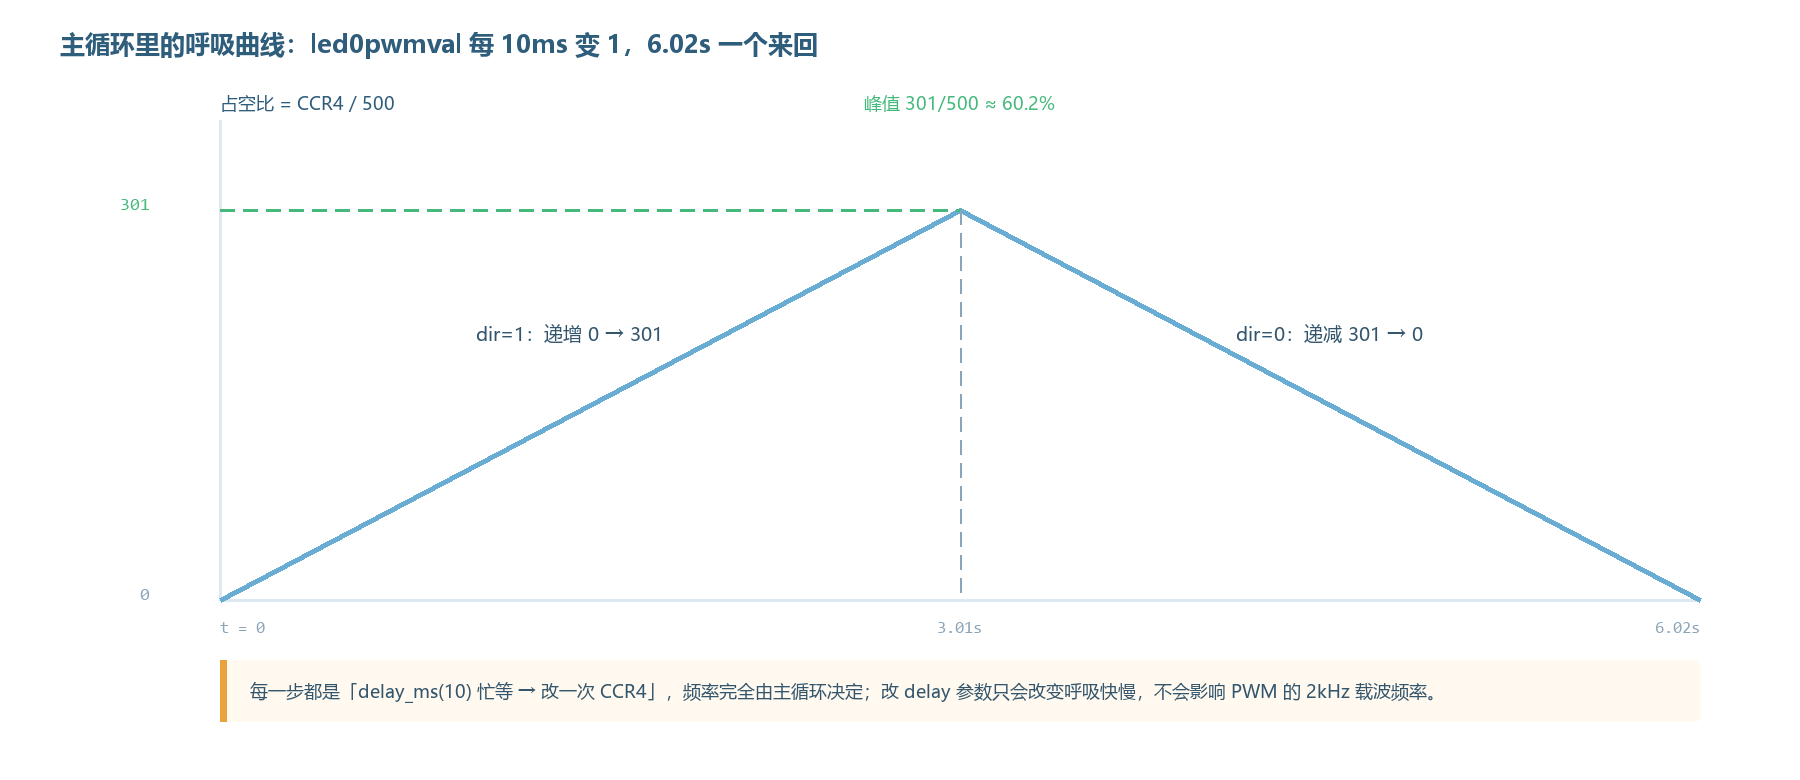 主循环里的呼吸曲线：led0pwmval 每 10ms 变 1，6.02s 一个来回
占空比 = CCR4 / 500
峰值 301/500 ≈ 60.2%
301
dir=1：递增 0 → 301
dir=0：递减 301 → 0
0
t = 0
3.01s
6.02s
每一步都是「delay_ms(10) 忙等 → 改一次 CCR4」，频率完全由主循环决定；改 delay 参数只会改变呼吸快慢，不会影响 PWM 的 2kHz 载波频率。